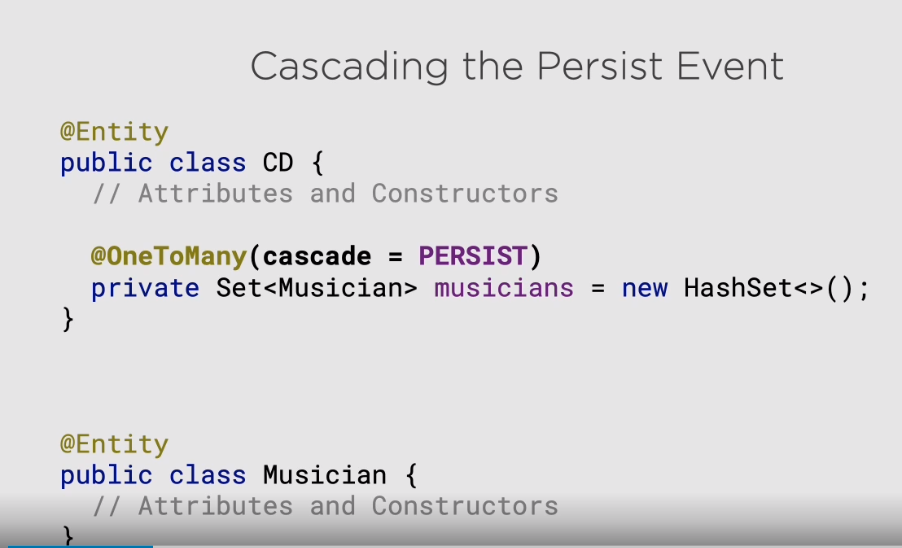 Cascading the Persist Event
@Entity
public class CD {
// Attributes and Constructors
@OneToMany(cascade = PERSIST)
private Set<Musician> musicians = new HashSet<>();
}
@Entity
public class Musician {
// Attributes and Constructors
}